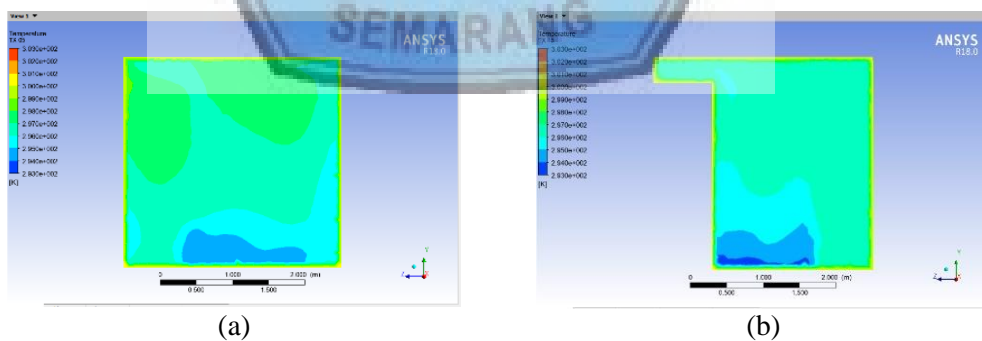 SEMARANG
View 1
Temperature
ANSYS
R18.0
3.030e+002
3.020e+002
3.010e+002
3.000e+002
2.990e+002
2.980e+002
2.970e+002
2.960e+002
2.950e+002
2.940e+002
2.930e+002
[K]
0 1.000 2.000 (m)
0.500 1.500
Y
Z
(a)
View 1
Temperature
ANSYS
R18.0
3.030e+002
3.020e+002
3.010e+002
3.000e+002
2.990e+002
2.980e+002
2.970e+002
2.960e+002
2.950e+002
2.940e+002
2.930e+002
[K]
0 1.000 2.000 (m)
0.500 1.500
Y
Z
(b)